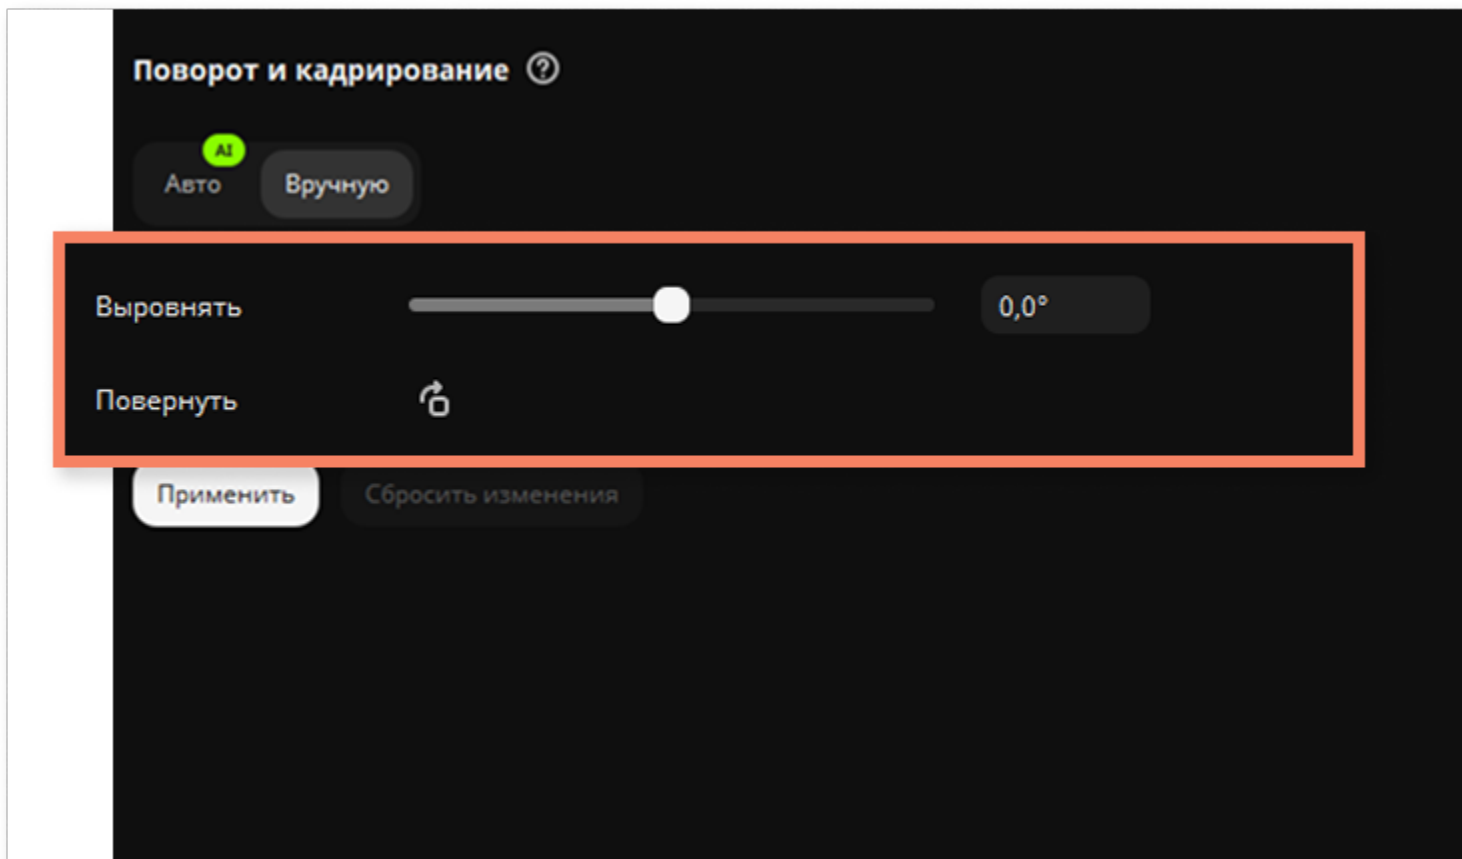 Поворот и кадрирование ?
AI
Авто Вручную
Выровнять 0,0°
Повернуть
Применить Сбросить изменения